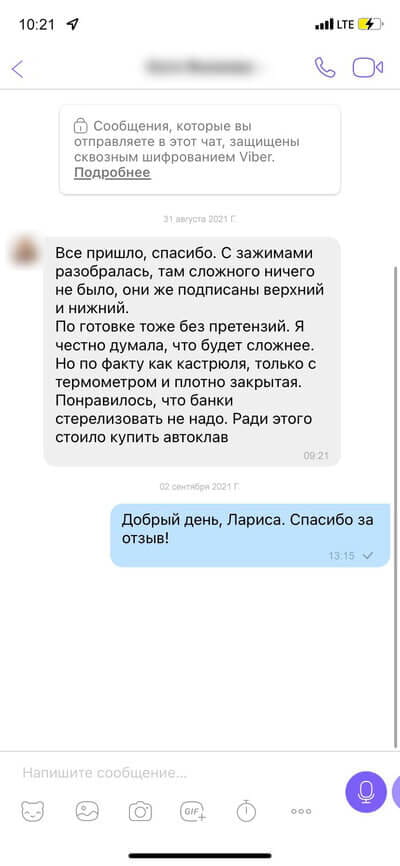 10:21
LTE
Сообщения, которые вы
отправляете в этот чат, защищены
сквозным шифрованием Viber.
Подробнее
31 августа 2021 г.
Все пришло, спасибо. С зажимами
разобралась, там сложного ничего
не было, они же подписаны верхний
и нижний.
По готовке тоже без претензий. Я
честно думала, что будет сложнее.
Но по факту как кастрюля, только с
термометром и плотно закрытая.
Понравилось, что банки
стерелизовать не надо. Ради этого
стоило купить автоклав
09:21
02 сентября 2021 г.
Добрый день, Лариса. Спасибо за
отзыв!
13:15
Напишите сообщение...
GIF